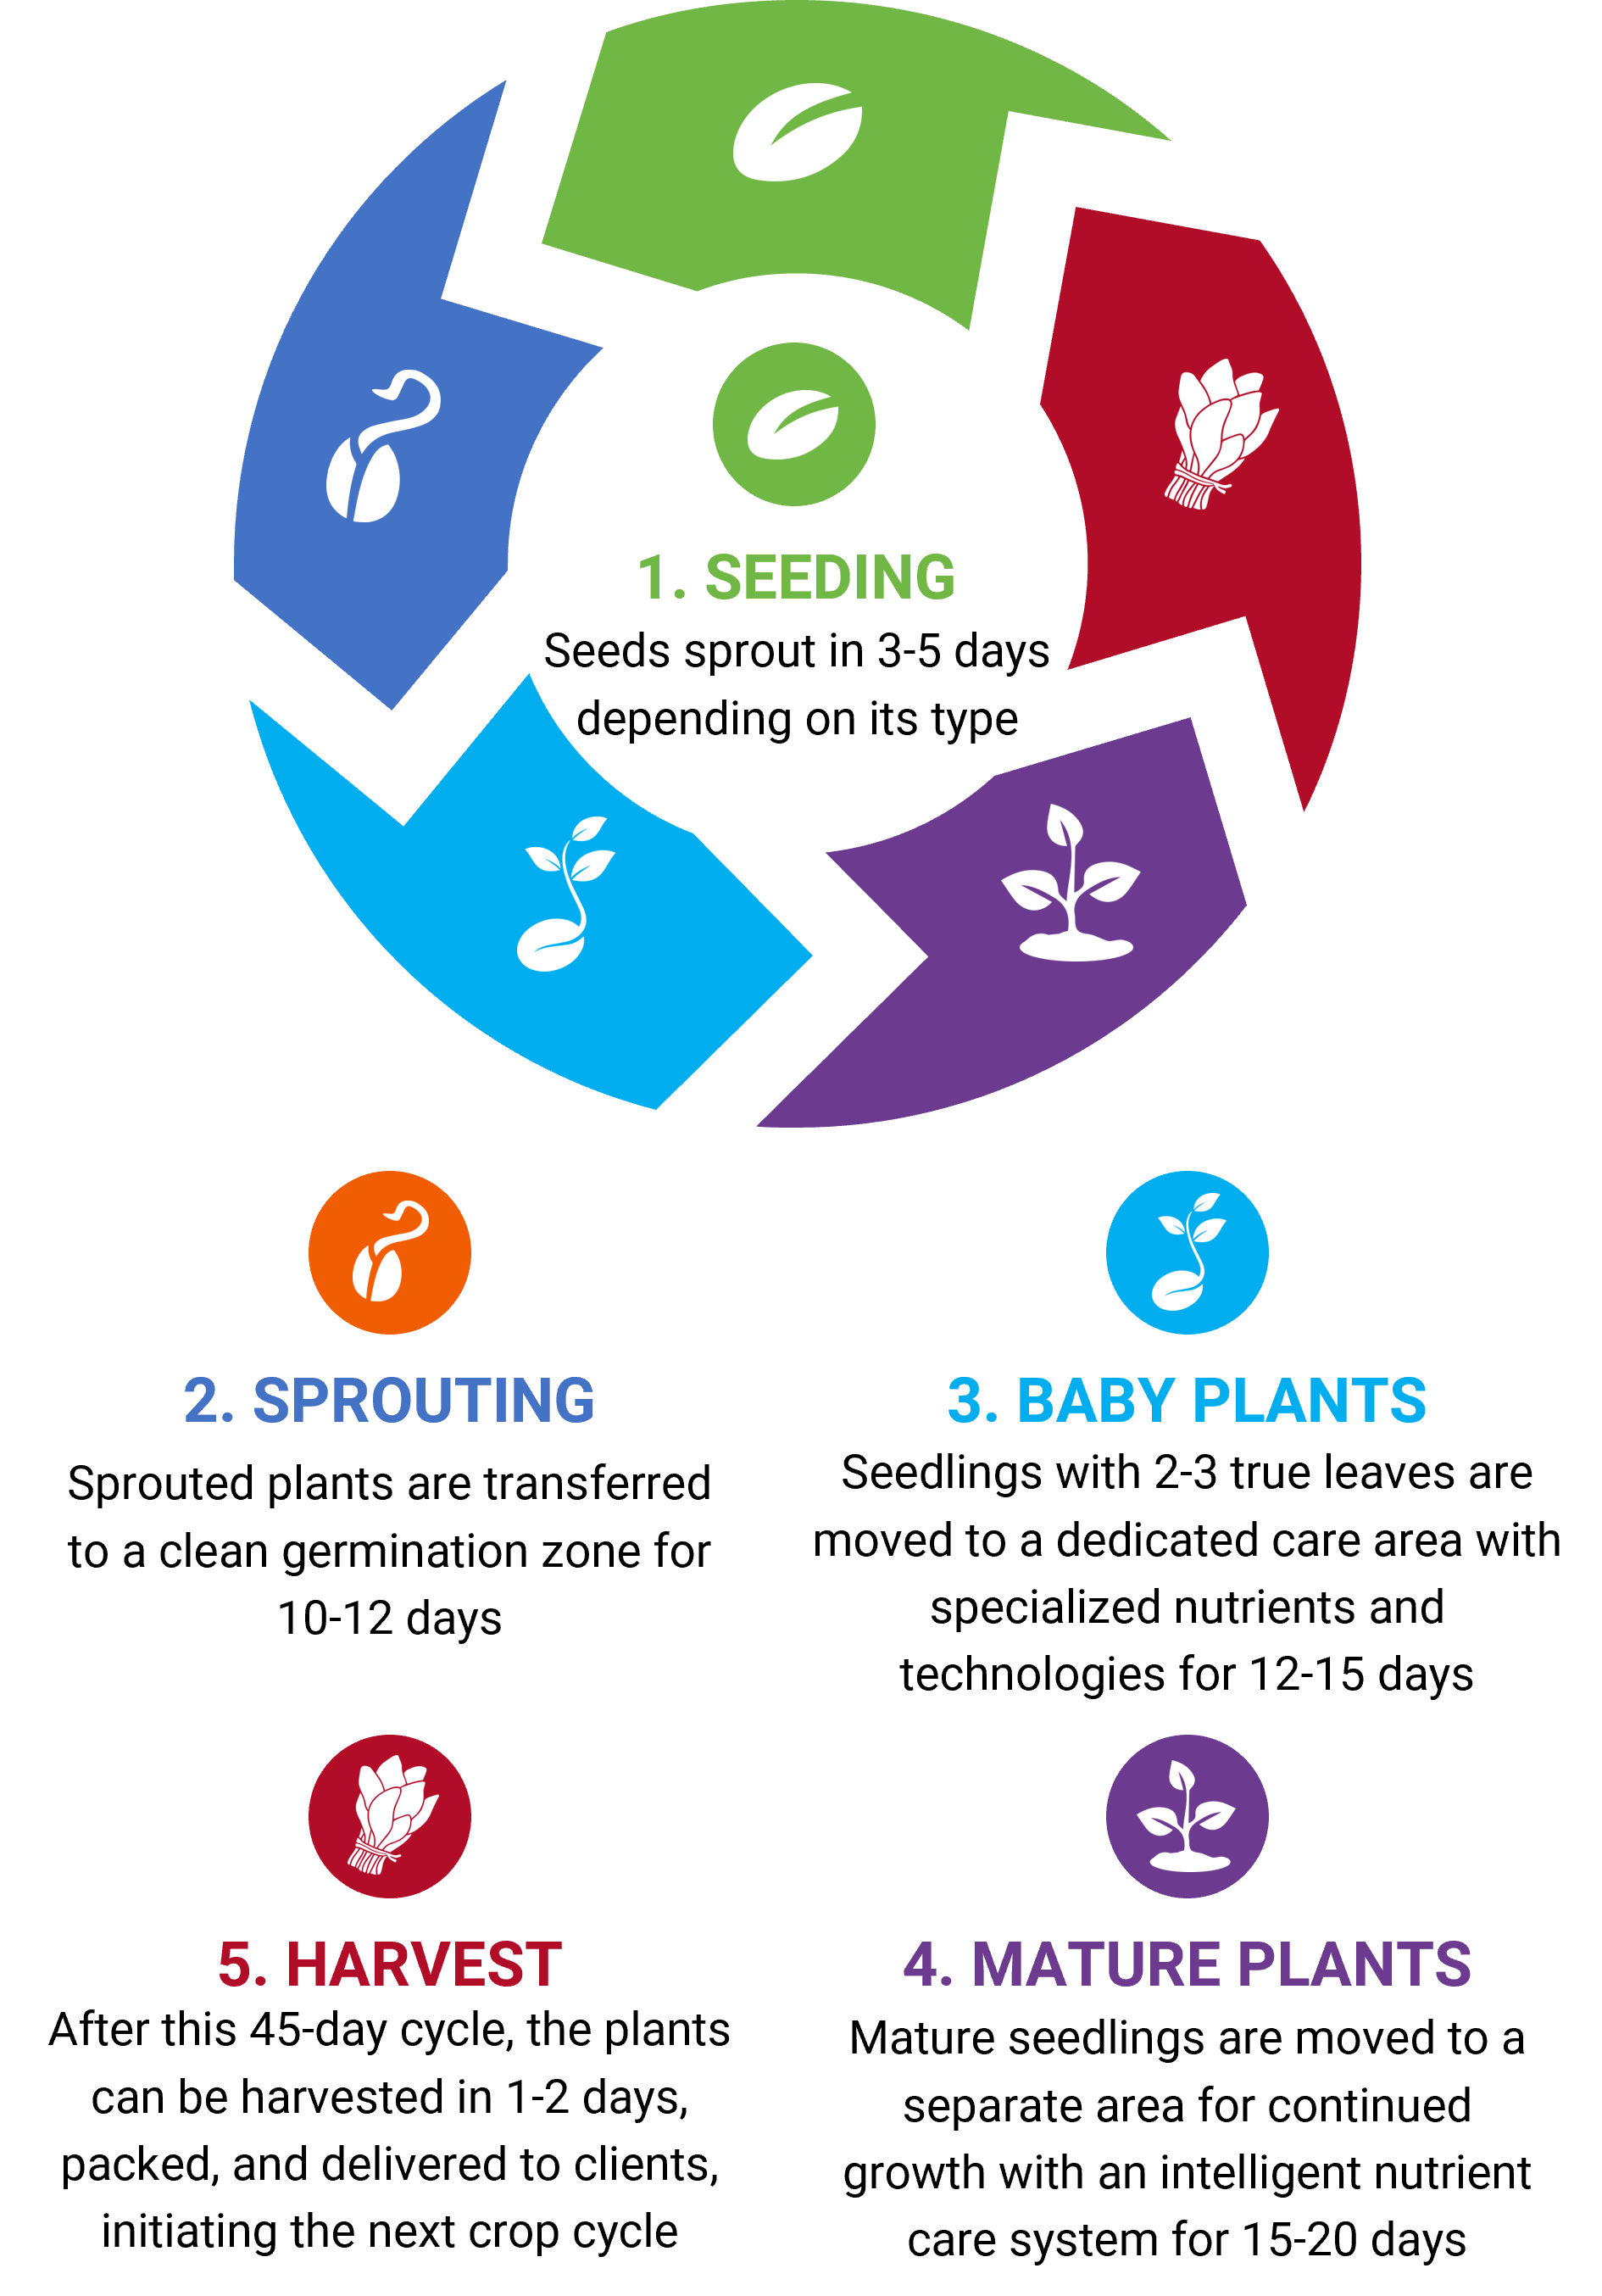 1. SEEDING
Seeds sprout in 3-5 days
depending on its type
2. SPROUTING
Sprouted plants are transferred
to a clean germination zone for
10-12 days
3. BABY PLANTS
Seedlings with 2-3 true leaves are
moved to a dedicated care area with
specialized nutrients and
technologies for 12-15 days
5. HARVEST
After this 45-day cycle, the plants
can be harvested in 1-2 days,
packed, and delivered to clients,
initiating the next crop cycle
4. MATURE PLANTS
Mature seedlings are moved to a
separate area for continued
growth with an intelligent nutrient
care system for 15-20 days